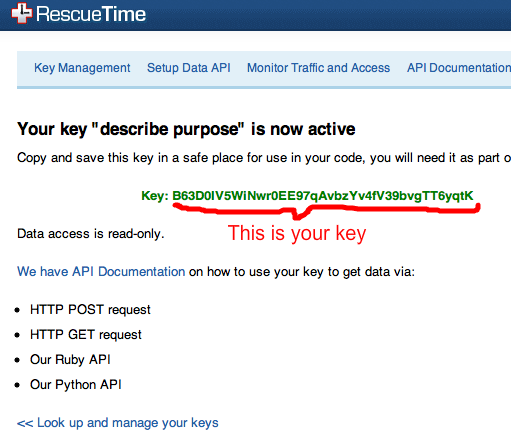 RescueTime
Key Management Setup Data API Monitor Traffic and Access API Documentation
Your key "describe purpose" is now active
Copy and save this key in a safe place for use in your code, you will need it as part o
Key: B63D0IV5WiNwr0EE97qAvbzYv4fV39bvgTT6yqtK
This is your key
Data access is read-only.
We have API Documentation on how to use your key to get data via:
HTTP POST request
HTTP GET request
Our Ruby API
Our Python API
<< Look up and manage your keys